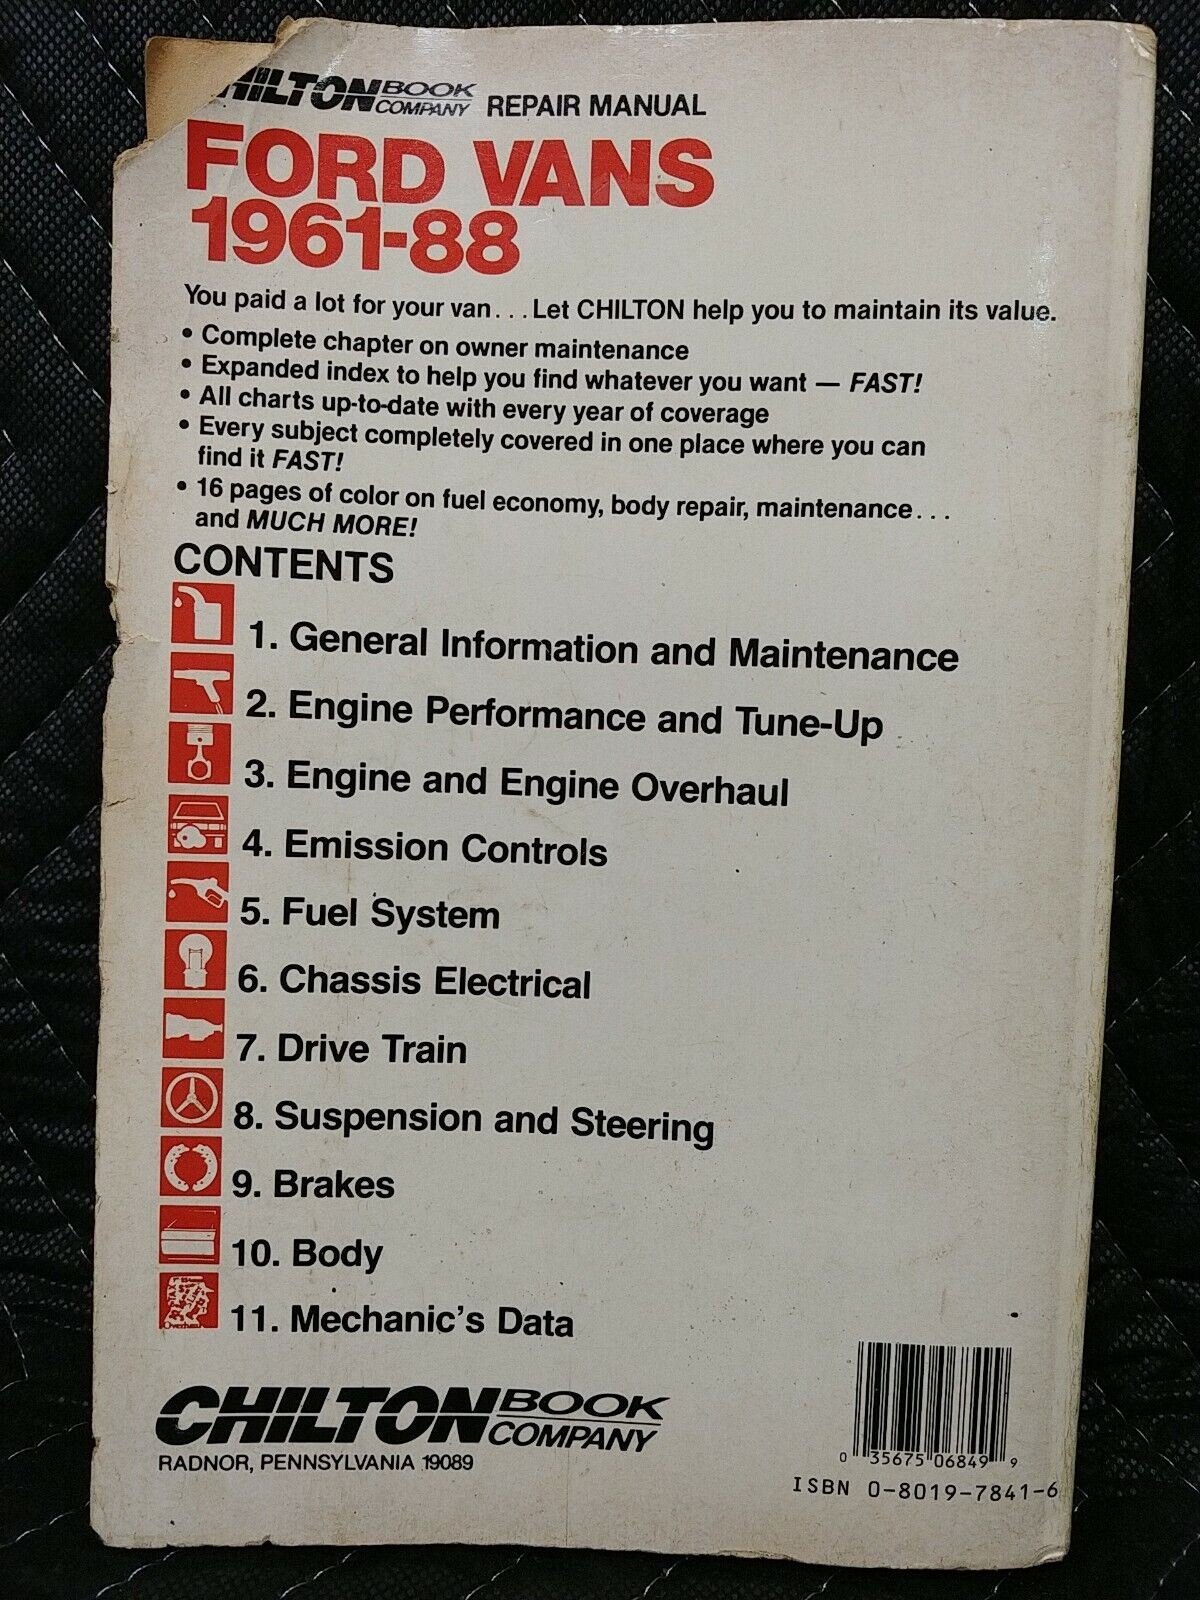 HILTON BOOK COMPANY REPAIR MANUAL
FORD VANS
1961-88
You paid a lot for your van...Let CHILTON help you to maintain its value.
• Complete chapter on owner maintenance
• Expanded index to help you find whatever you want — FAST!
• All charts up-to-date with every year of coverage
• Every subject completely covered in one place where you can
find it FAST!
• 16 pages of color on fuel economy, body repair, maintenance...
and MUCH MORE!
CONTENTS
1. General Information and Maintenance
2. Engine Performance and Tune-Up
3. Engine and Engine Overhaul
4. Emission Controls
5. Fuel System
6. Chassis Electrical
7. Drive Train
8. Suspension and Steering
9. Brakes
10. Body
Overhaul
11. Mechanic's Data
CHILTON BOOK COMPANY
RADNOR, PENNSYLVANIA 19089
0 35675 06849 9
ISBN 0-8019-7841-6